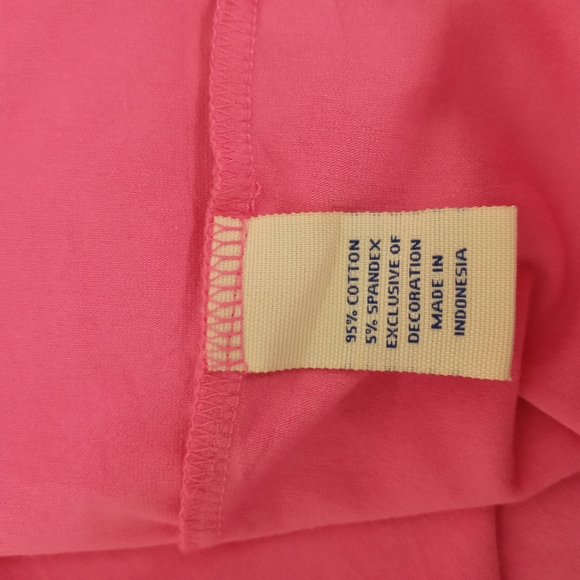 95% COTTON
5% SPANDEX
EXCLUSIVE OF
DECORATION
MADE IN
INDONESIA